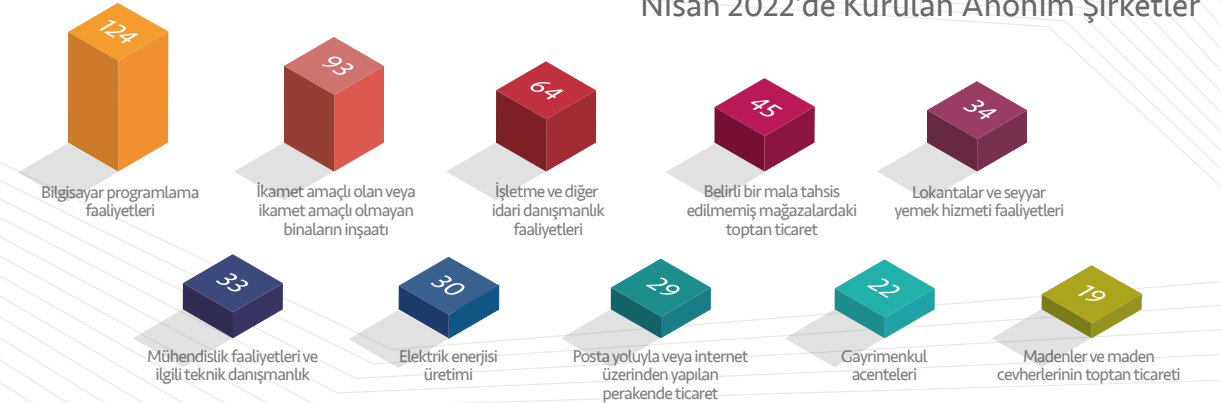 Nisan 2022'de Kurulan Anonim Şirketler
124
93
64
45
34
Bilgisayar programlama
faaliyetleri
İkamet amaçlı olan veya
ikamet amaçlı olmayan
binaların inşaatı
İşletme ve diğer
idari danışmanlık
faaliyetleri
Belirli bir mala tahsis
edilmemiş mağazalardaki
toptan ticaret
Lokantalar ve seyyar
yemek hizmeti faaliyetleri
33
30
29
22
19
Mühendislik faaliyetleri ve
ilgili teknik danışmanlık
Elektrik enerjisi
üretimi
Posta yoluyla veya internet
üzerinden yapılan
perakende ticaret
Gayrimenkul
acenteleri
Madenler ve maden
cevherlerinin toptan ticareti